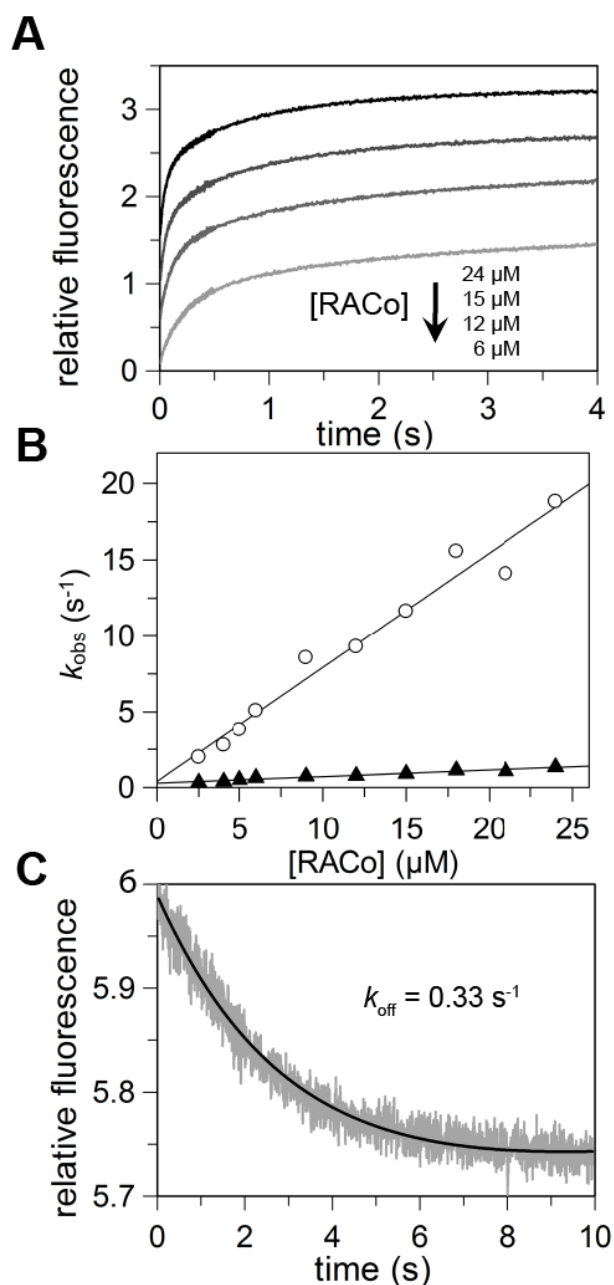 A
relative fluorescence
3
2
1
0
[RACo]
24 µM
15 µM
12 µM
6 µM
0 1 2 3 4
time (s)
B
k_obs (s⁻¹)
20
15
10
5
0
0 5 10 15 20 25
[RACo] (µM)
C
relative fluorescence
6
5.9
5.8
5.7
k_off = 0.33 s⁻¹
0 2 4 6 8 10
time (s)